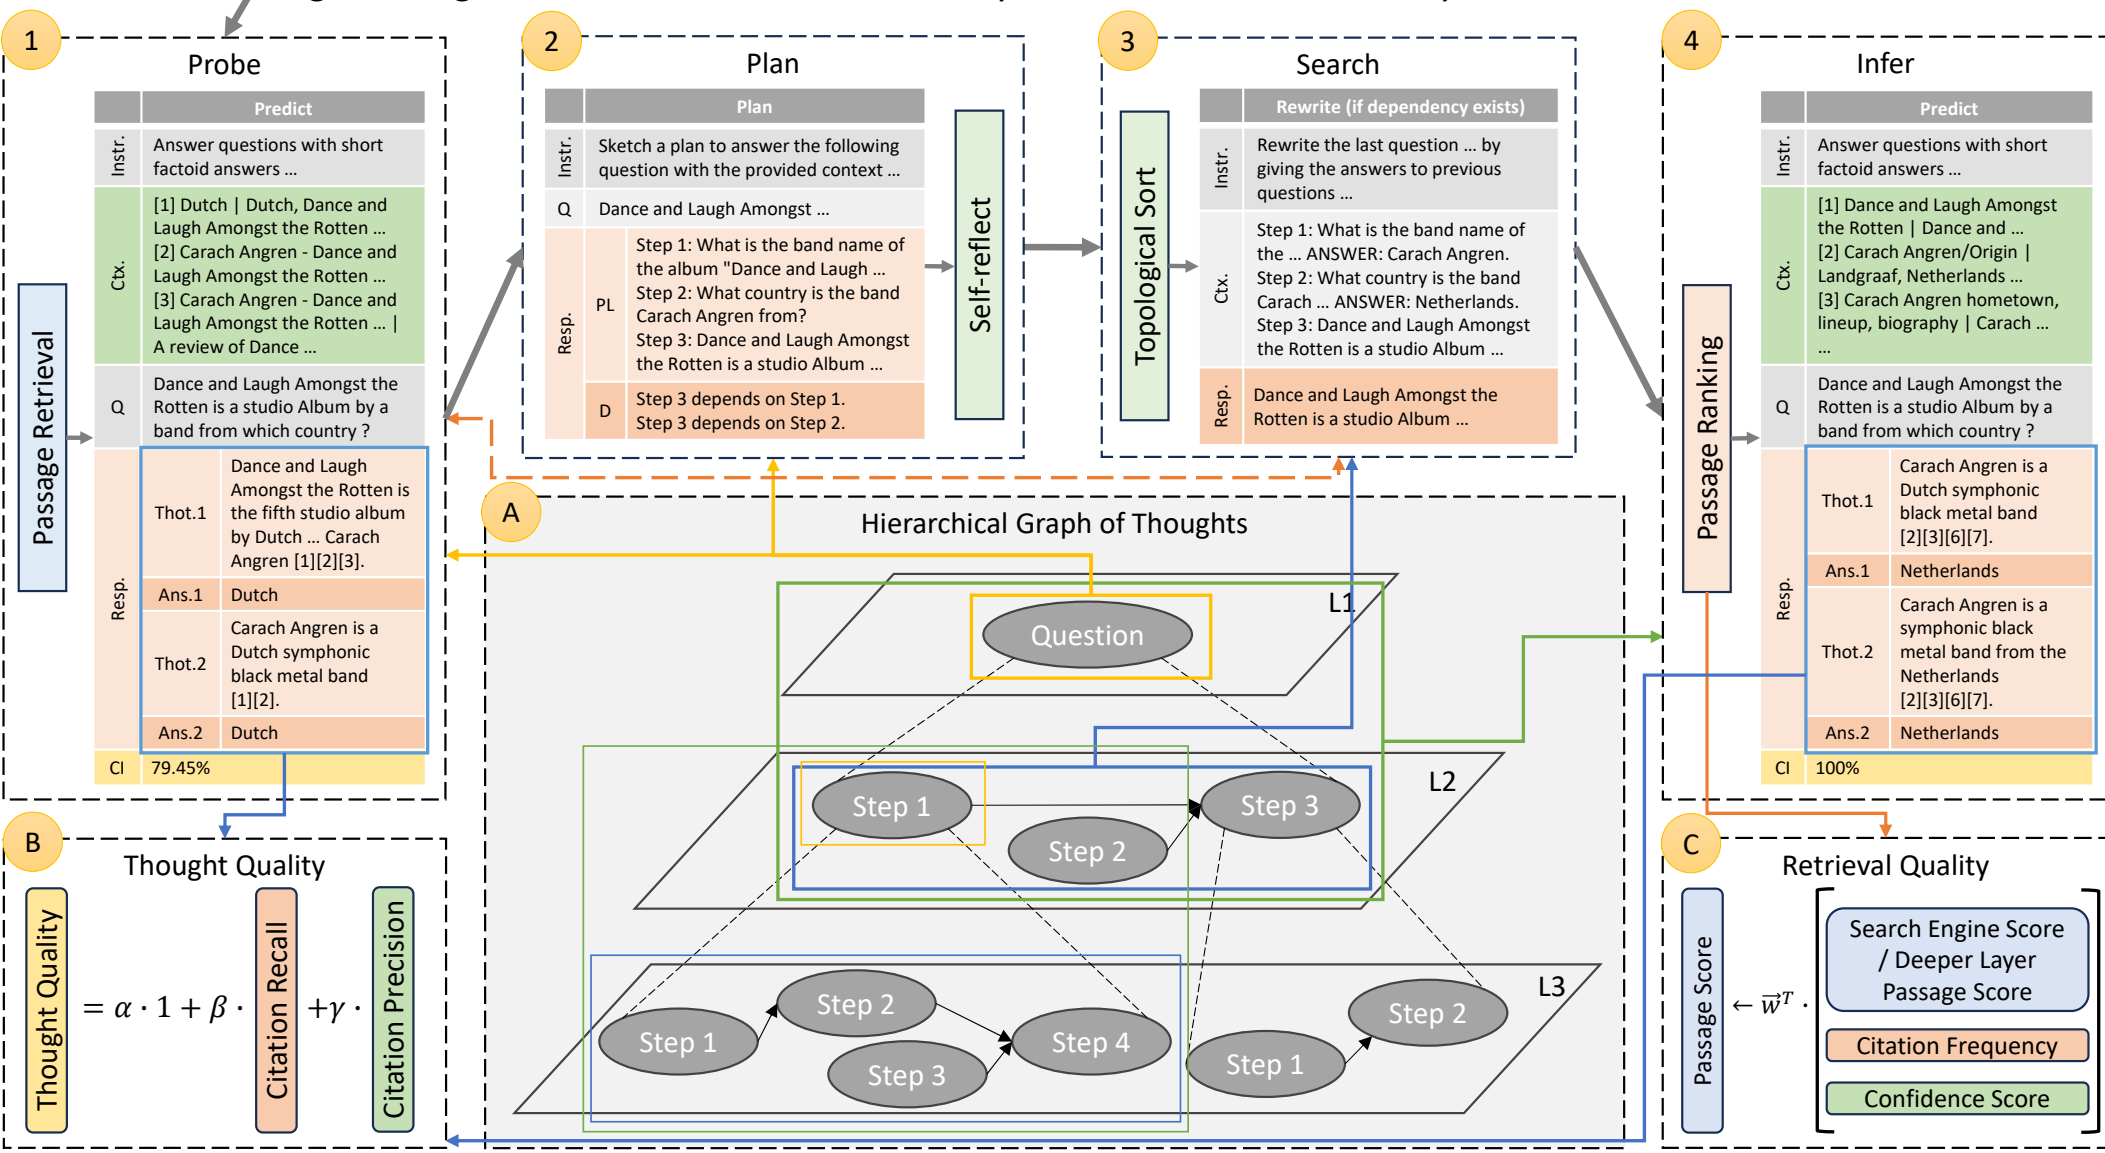 1
Probe
Passage Retrieval
Predict
Instr.
Answer questions with short
factoid answers ...
Ctx.
[1] Dutch | Dutch, Dance and
Laugh Amongst the Rotten ...
[2] Carach Angren - Dance and
Laugh Amongst the Rotten ...
[3] Carach Angren - Dance and
Laugh Amongst the Rotten ... |
A review of Dance ...
Q
Dance and Laugh Amongst the
Rotten is a studio Album by a
band from which country ?
Resp.
Thot.1
Dance and Laugh
Amongst the Rotten is
the fifth studio album
by Dutch ... Carach
Angren [1][2][3].
Ans.1
Dutch
Thot.2
Carach Angren is a
Dutch symphonic
black metal band
[1][2].
Ans.2
Dutch
CI
79.45%
2
Plan
Plan
Instr.
Sketch a plan to answer the following
question with the provided context ...
Q
Dance and Laugh Amongst ...
Resp.
PL
Step 1: What is the band name of
the album "Dance and Laugh ...
Step 2: What country is the band
Carach Angren from?
Step 3: Dance and Laugh Amongst
the Rotten is a studio Album ...
D
Step 3 depends on Step 1.
Step 3 depends on Step 2.
Self-reflect
3
Search
Topological Sort
Rewrite (if dependency exists)
Instr.
Rewrite the last question ... by
giving the answers to previous
questions ...
Ctx.
Step 1: What is the band name of
the ... ANSWER: Carach Angren.
Step 2: What country is the band
Carach ... ANSWER: Netherlands.
Step 3: Dance and Laugh Amongst
the Rotten is a studio Album ...
Resp.
Dance and Laugh Amongst the
Rotten is a studio Album ...
4
Infer
Passage Ranking
Predict
Instr.
Answer questions with short
factoid answers ...
Ctx.
[1] Dance and Laugh Amongst
the Rotten | Dance and ...
[2] Carach Angren/Origin |
Landgraaf, Netherlands ...
[3] Carach Angren hometown,
lineup, biography | Carach ...
...
Q
Dance and Laugh Amongst the
Rotten is a studio Album by a
band from which country ?
Resp.
Thot.1
Carach Angren is a
Dutch symphonic
black metal band
[2][3][6][7].
Ans.1
Netherlands
Thot.2
Carach Angren is a
symphonic black
metal band from the
Netherlands
[2][3][6][7].
Ans.2
Netherlands
CI
100%
A
Hierarchical Graph of Thoughts
L1
Question
L2
Step 1
Step 2
Step 3
L3
Step 1
Step 2
Step 3
Step 4
Step 1
Step 2
B
Thought Quality
Thought Quality
= α · 1 + β ·
Citation Recall
+γ ·
Citation Precision
C
Retrieval Quality
Passage Score
← w⃗ᵀ ·
Search Engine Score
/ Deeper Layer
Passage Score
Citation Frequency
Confidence Score